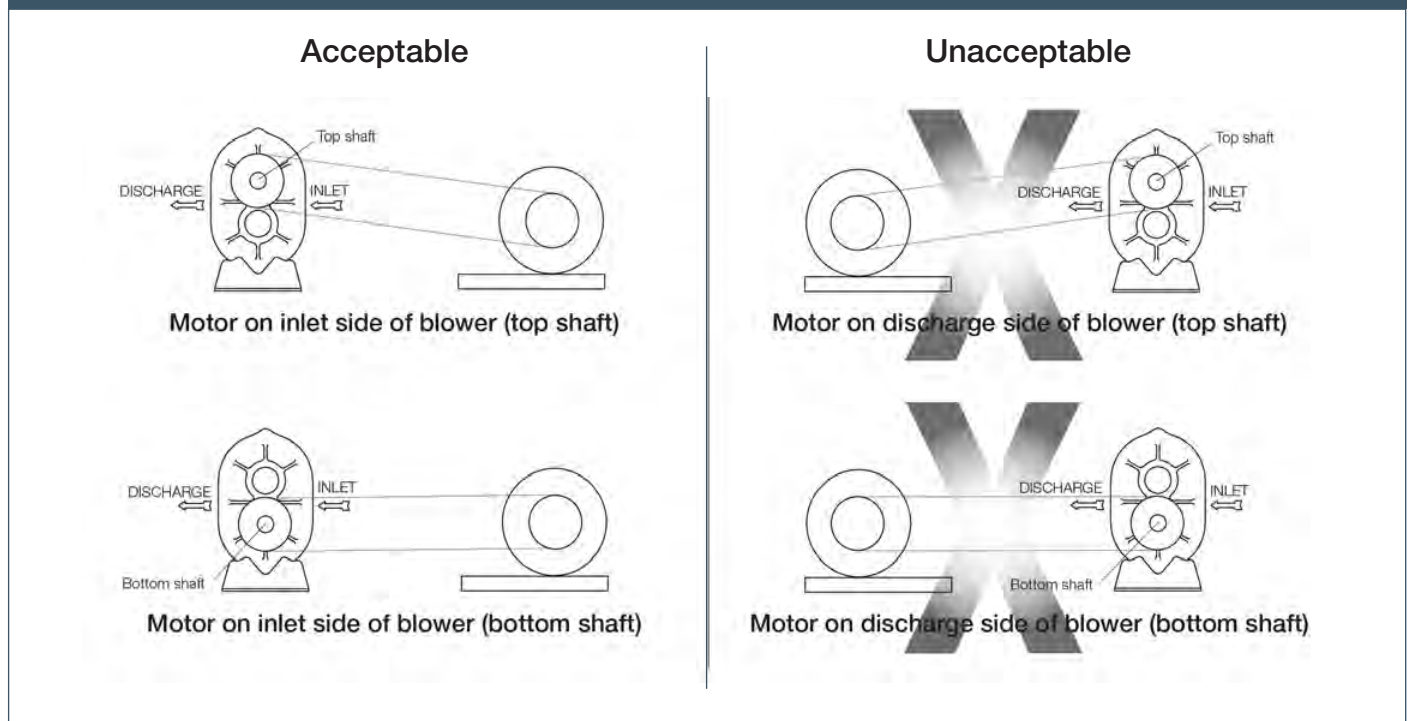 Acceptable
Unacceptable
Top shaft
DISCHARGE
INLET
Motor on inlet side of blower (top shaft)
Top shaft
DISCHARGE
INLET
Motor on discharge side of blower (top shaft)
DISCHARGE
INLET
Bottom shaft
Motor on inlet side of blower (bottom shaft)
DISCHARGE
INLET
Bottom shaft
Motor on discharge side of blower (bottom shaft)